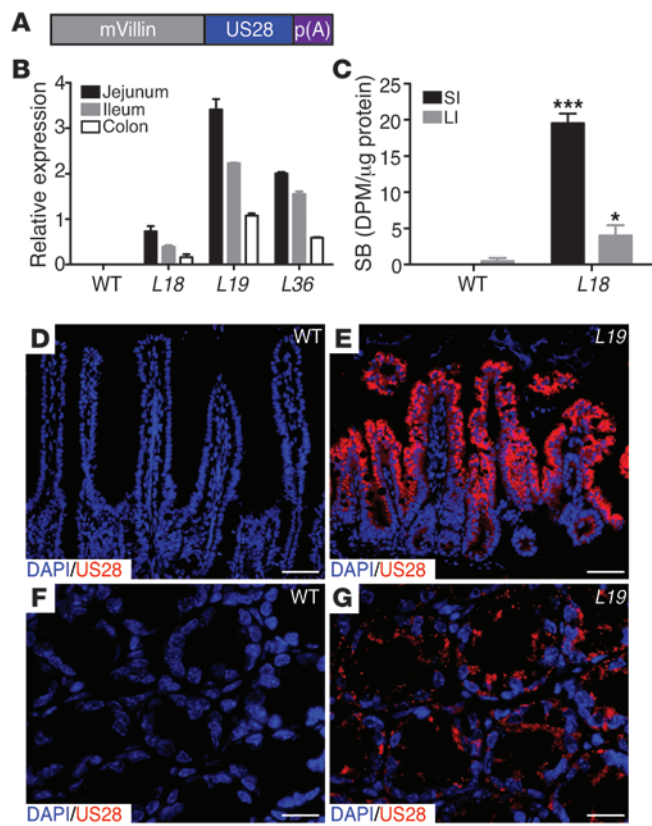 A
mVillin US28 p(A)
B
Relative expression
4
3
2
1
0
Jejunum
Ileum
Colon
WT L18 L19 L36
C
SB (DPM/μg protein)
25
20
15
10
5
0
SI
LI
***
*
WT L18
D WT
DAPI/US28
E L19
DAPI/US28
F WT
DAPI/US28
G L19
DAPI/US28